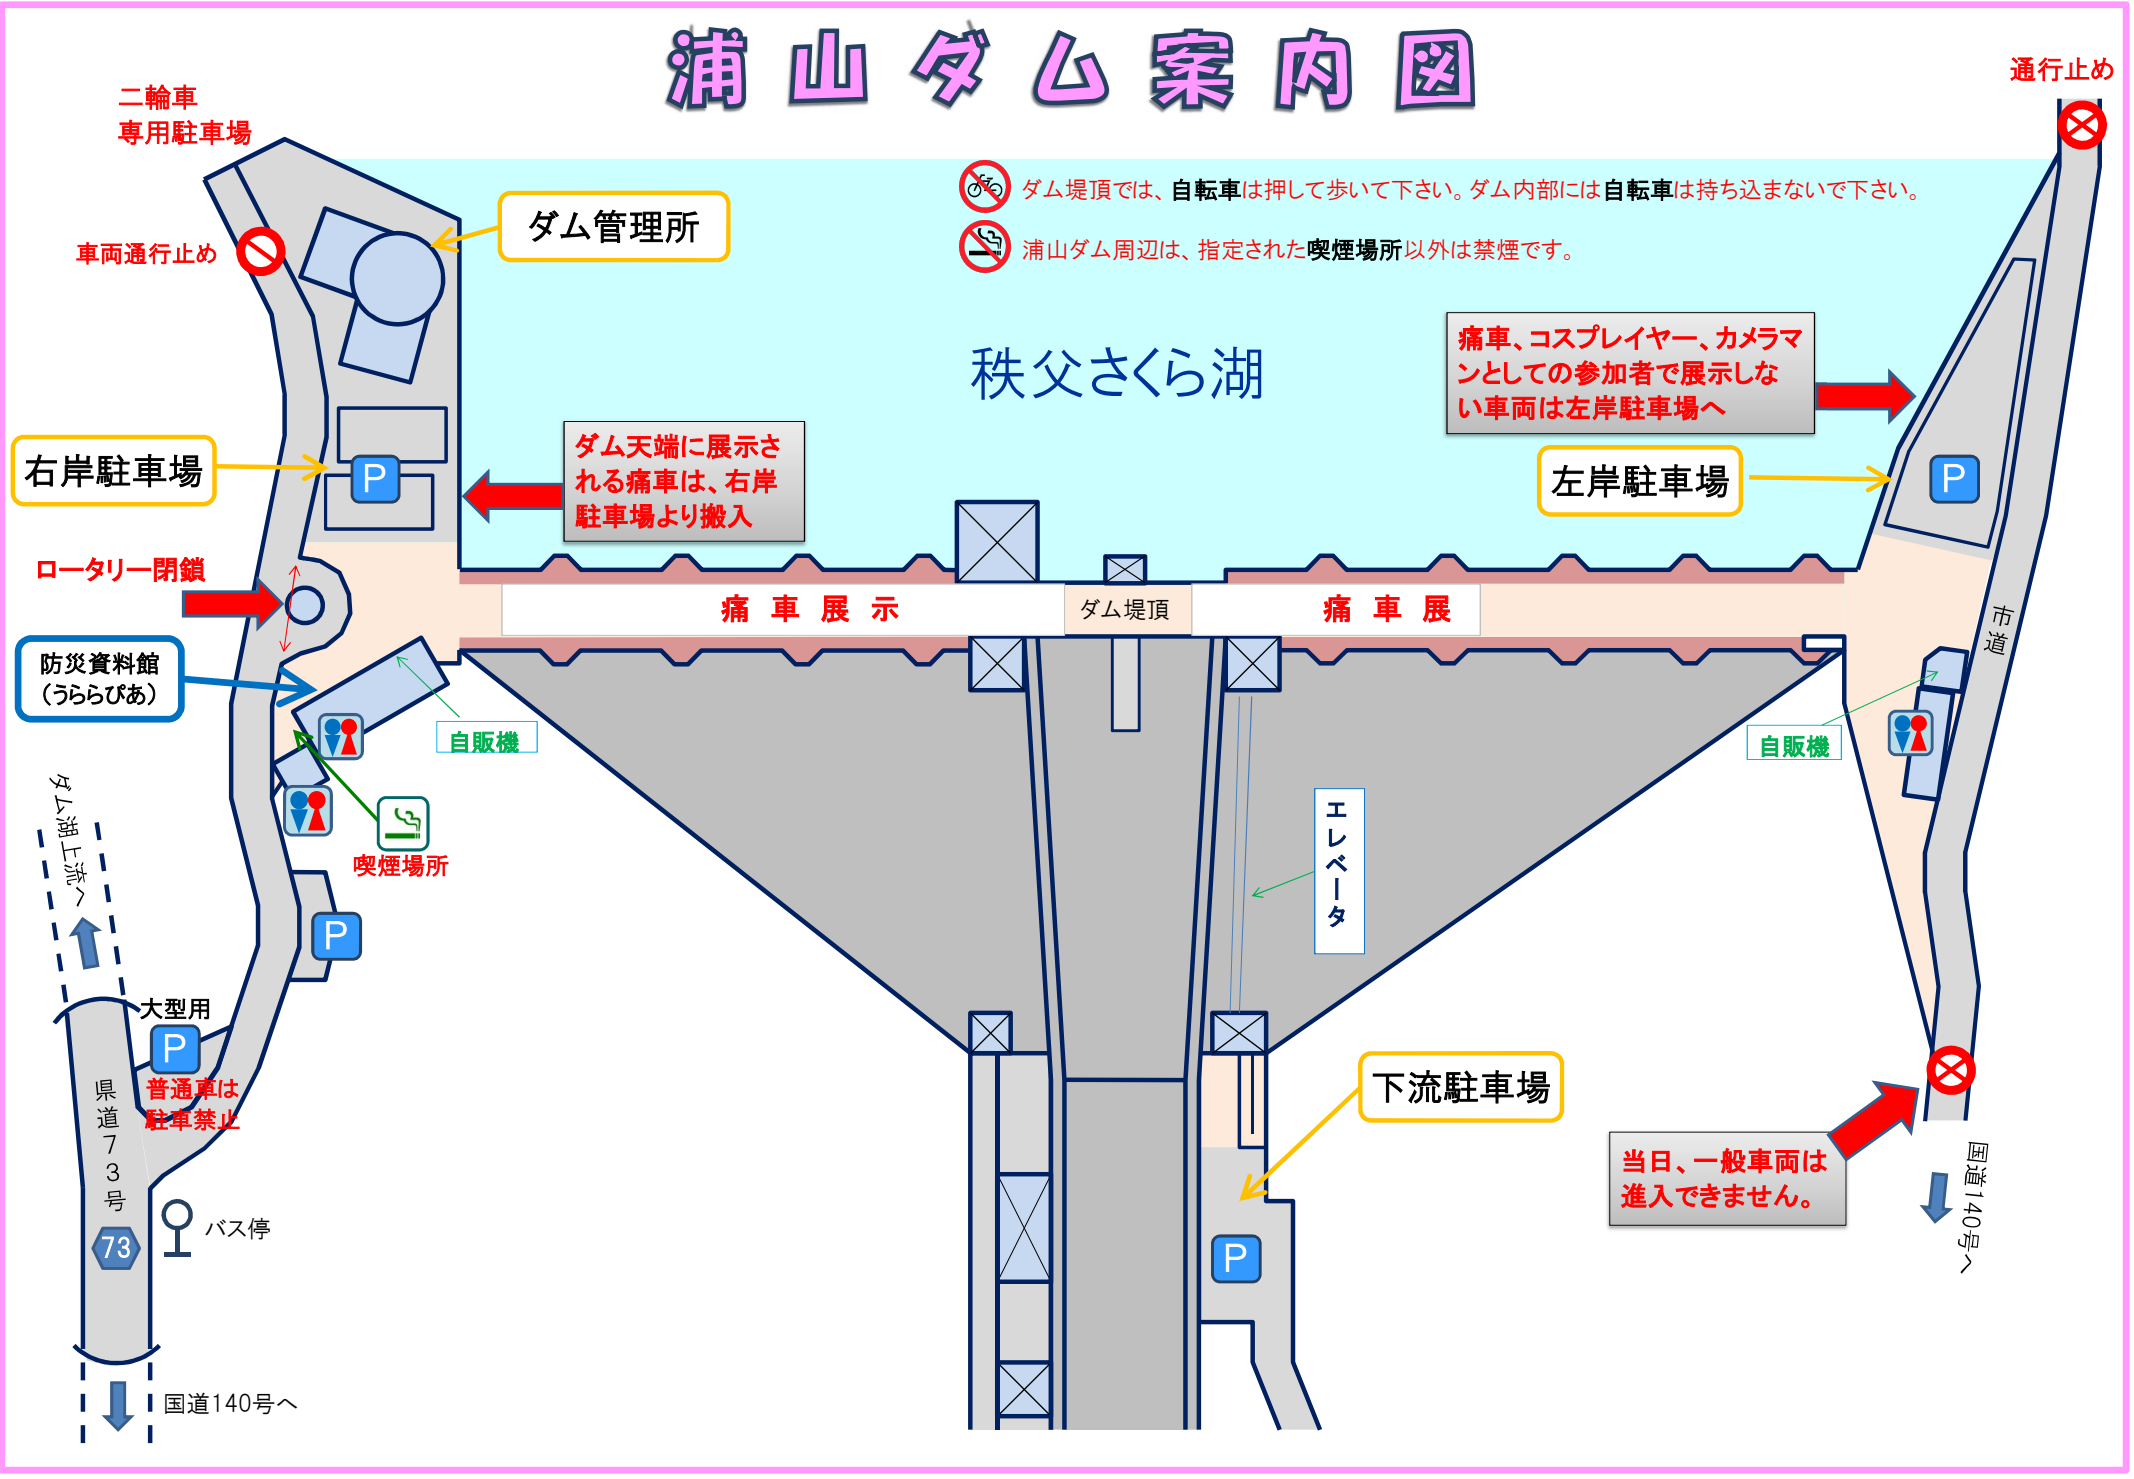 浦山ダム案内図
通行止め
二輪車
専用駐車場
ダム堤頂では、自転車は押して歩いて下さい。ダム内部には自転車は持ち込まないで下さい。
ダム管理所
車両通行止め
浦山ダム周辺は、指定された喫煙場所以外は禁煙です。
秩父さくら湖
痛車、コスプレイヤー、カメラマ
ンとしての参加者で展示しな
い車両は左岸駐車場へ
右岸駐車場
P
ダム天端に展示さ
れる痛車は、右岸
駐車場より搬入
左岸駐車場
P
ロータリー閉鎖
痛車展示
ダム堤頂
痛車展
市道
防災資料館
（うららぴあ）
自販機
自販機
ダム湖上流へ
喫煙場所
エレベータ
P
大型用
P
普通車は
駐車禁止
県道73号
下流駐車場
当日、一般車両は
進入できません。
国道140号へ
73
バス停
P
国道140号へ